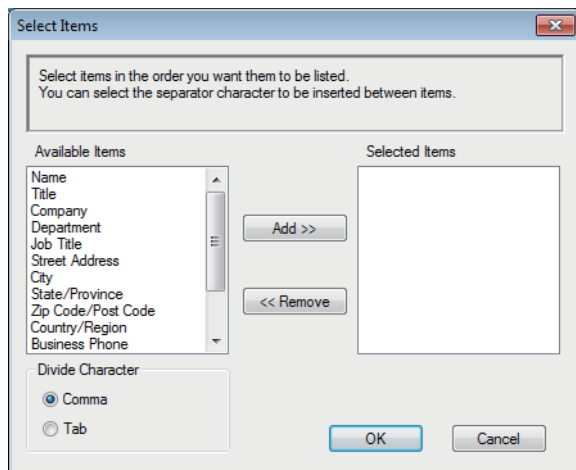 Select Items
Select items in the order you want them to be listed.
You can select the separator character to be inserted between items.
Available Items
Selected Items
Name
Title
Company
Department
Job Title
Street Address
City
State/Province
Zip Code/Post Code
Country/Region
Business Phone
Add >>
<< Remove
Divide Character
Comma
Tab
OK
Cancel